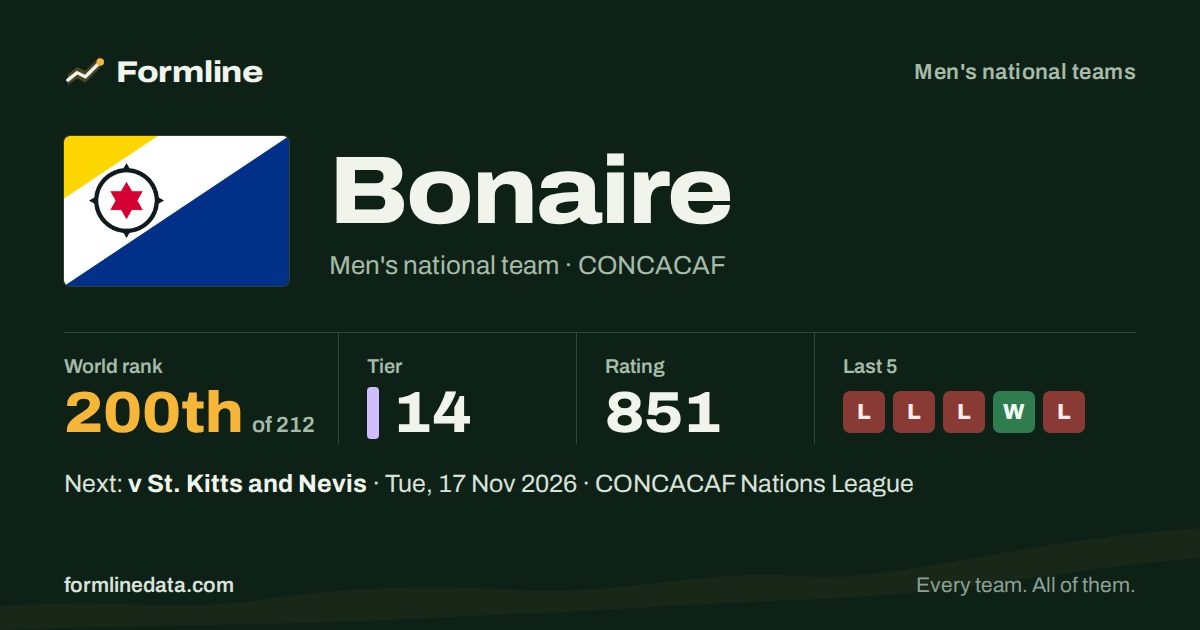 Formline
Men's national teams
Bonaire
Men's national team · CONCACAF
World rank
200th of 212
Tier
14
Rating
851
Last 5
L L L W L
Next: v St. Kitts and Nevis · Tue, 17 Nov 2026 · CONCACAF Nations League
formlinedata.com
Every team. All of them.